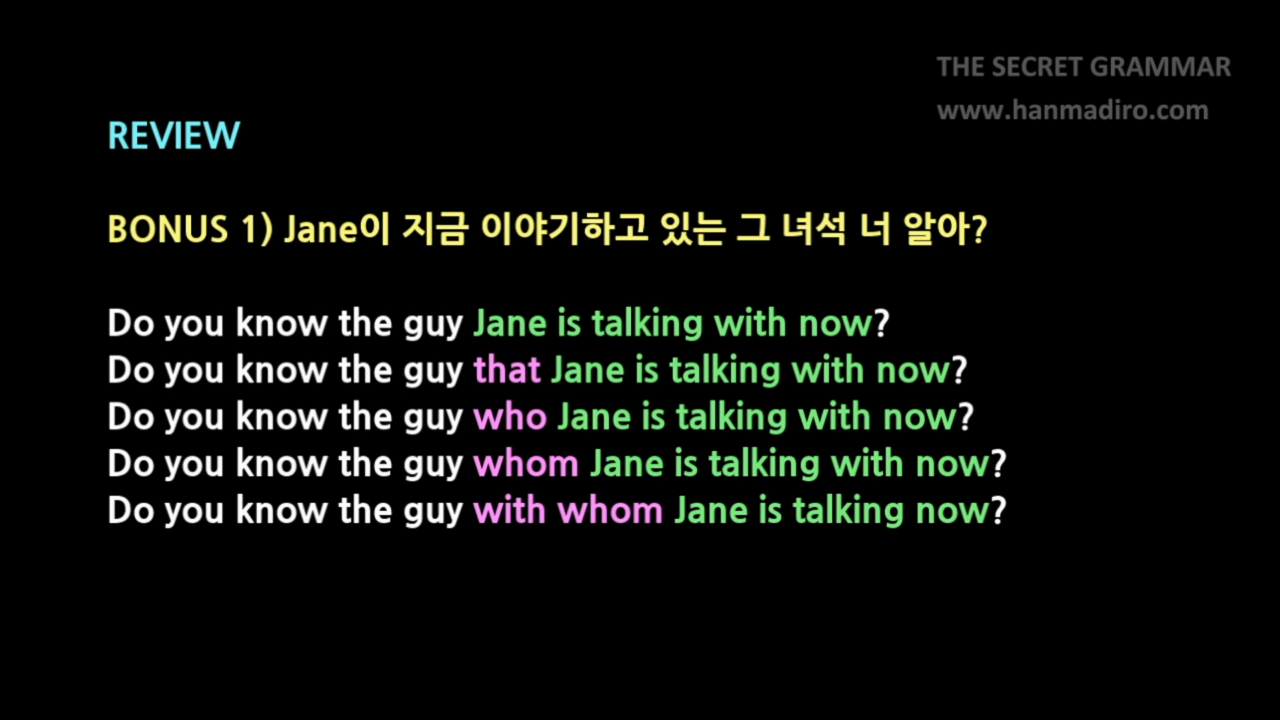 THE SECRET GRAMMAR
www.hanmadiro.com
REVIEW
BONUS 1) Jane이 지금 이야기하고 있는 그 녀석 너 알아?
Do you know the guy Jane is talking with now?
Do you know the guy that Jane is talking with now?
Do you know the guy who Jane is talking with now?
Do you know the guy whom Jane is talking with now?
Do you know the guy with whom Jane is talking now?